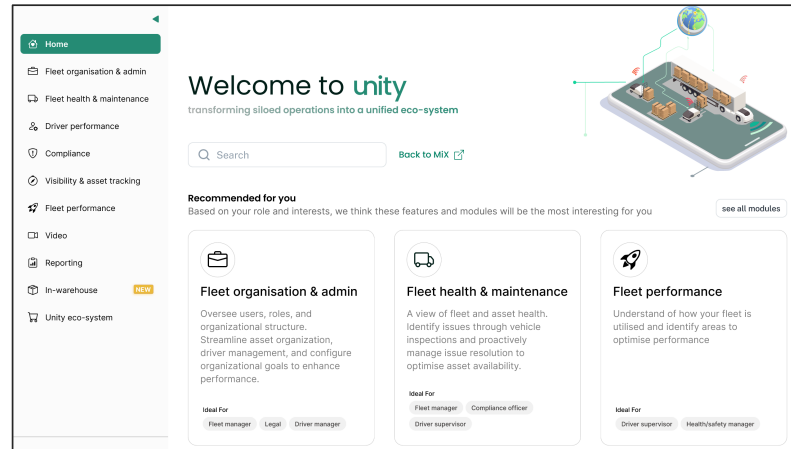 Home
Fleet organisation & admin
Fleet health & maintenance
Driver performance
Compliance
Visibility & asset tracking
Fleet performance
Video
Reporting
In-warehouse NEW
Unity eco-system
Welcome to unity
transforming siloed operations into a unified eco-system
Search
Back to MiX
Recommended for you
Based on your role and interests, we think these features and modules will be the most interesting for you
see all modules
Fleet organisation & admin
Oversee users, roles, and
organizational structure.
Streamline asset organization,
driver management, and configure
organizational goals to enhance
performance.
Ideal For
Fleet manager Legal Driver manager
Fleet health & maintenance
A view of fleet and asset health.
Identify issues through vehicle
inspections and proactively
manage issue resolution to
optimise asset availability.
Ideal For
Fleet manager Compliance officer
Driver supervisor
Fleet performance
Understand of how your fleet is
utilised and identify areas to
optimise performance
Ideal For
Driver supervisor Health/safety manager